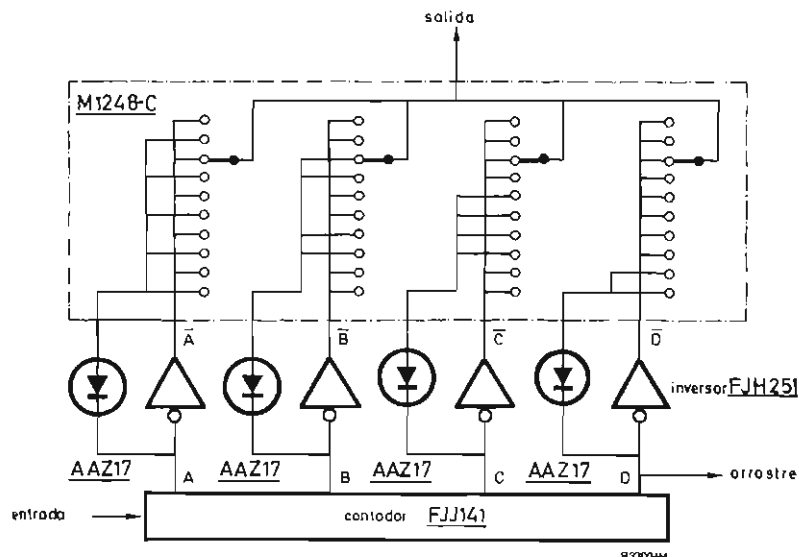 salida
M1248-C
A B C D
inversor FJH251
AAZ17 AAZ17 AAZ17 AAZ17
A B C D
arrastre
entrada
contador FJJ141